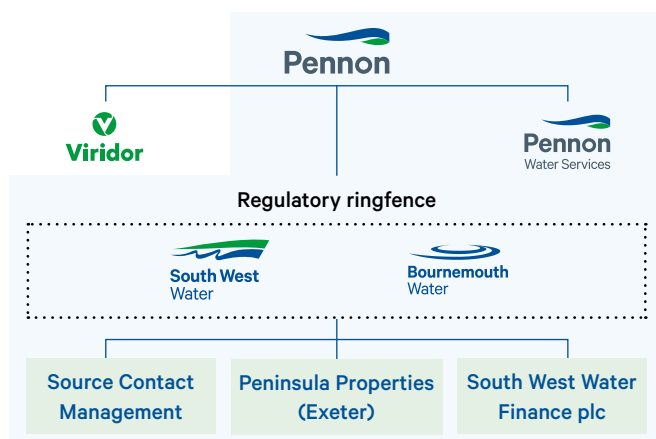 Pennon
Viridor
Pennon
Water Services
Regulatory ringfence
South West
Water
Bournemouth
Water
Source Contact
Management
Peninsula Properties
(Exeter)
South West Water
Finance plc